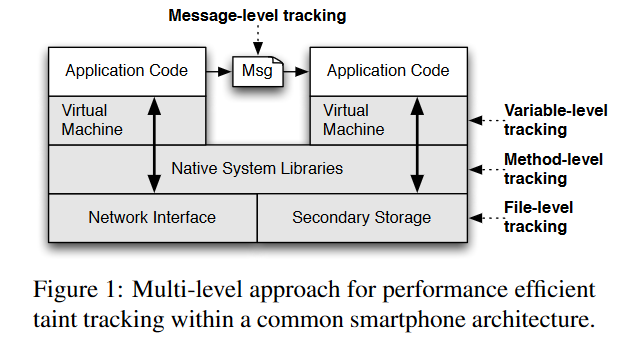 Message-level tracking
Application Code
Msg
Application Code
Virtual
Machine
Virtual
Machine
Variable-level
tracking
Native System Libraries
Method-level
tracking
Network Interface
Secondary Storage
File-level
tracking
Figure 1: Multi-level approach for performance efficient
taint tracking within a common smartphone architecture.